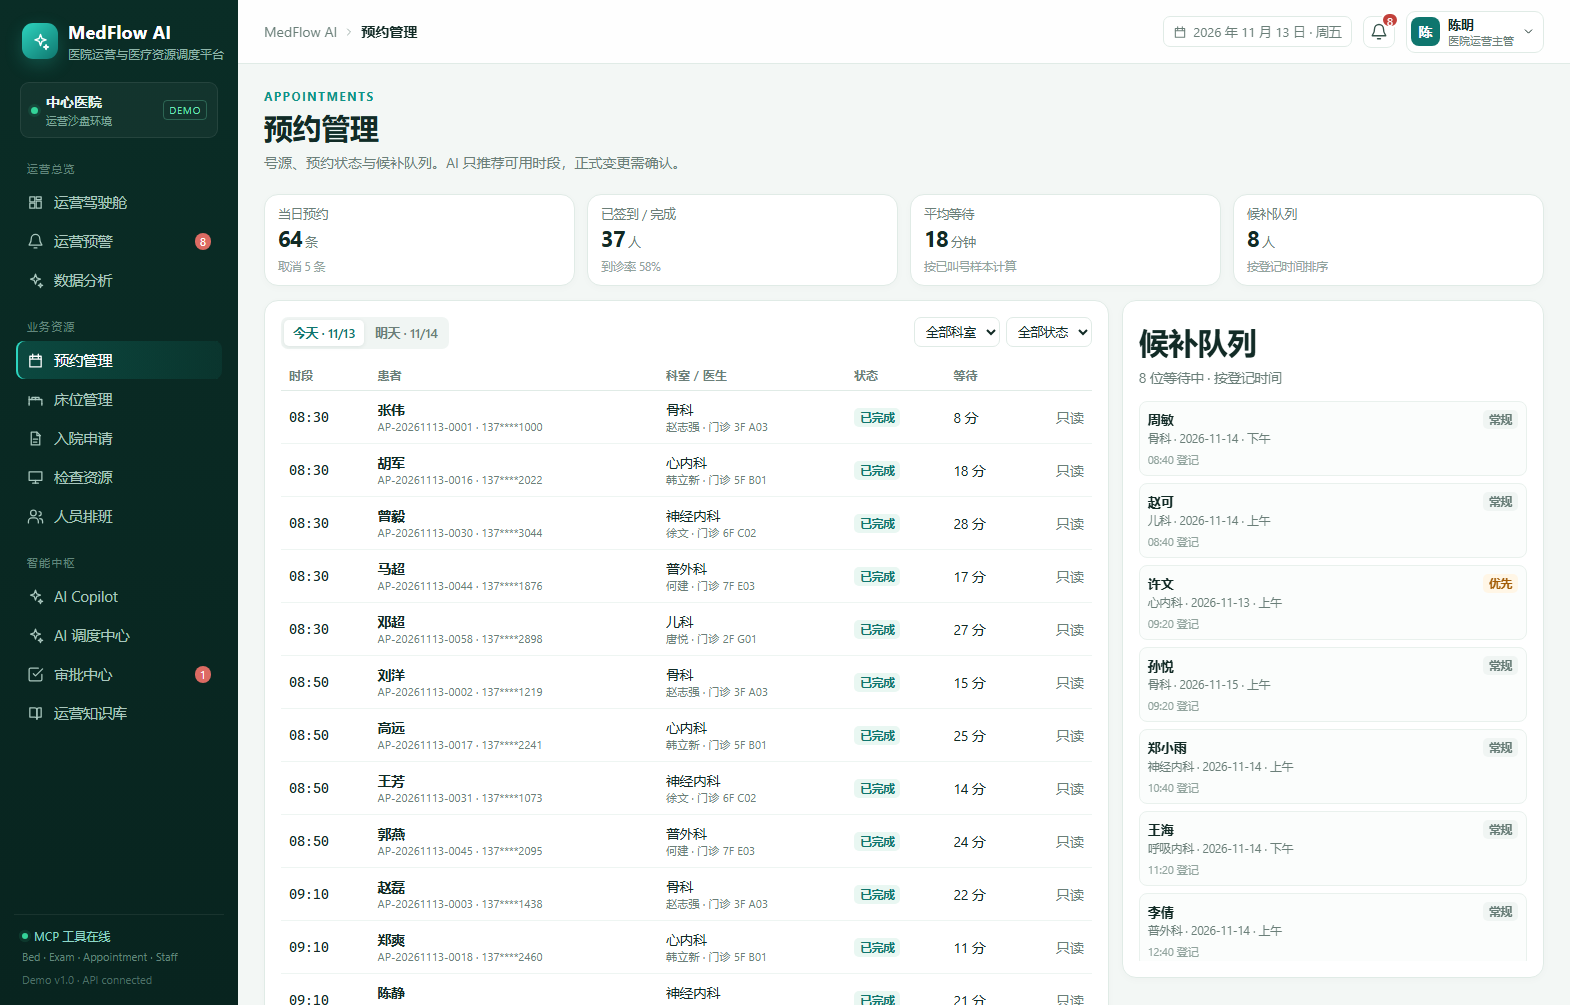 MedFlow AI
医院运营与医疗资源调度平台
中心医院
运营沙盘环境
DEMO
运营总览
运营驾驶舱
运营预警
8
数据分析
业务资源
预约管理
床位管理
入院申请
检查资源
人员排班
智能中枢
AI Copilot
AI 调度中心
审批中心
1
运营知识库
MCP 工具在线
Bed · Exam · Appointment · Staff
Demo v1.0 · API connected
MedFlow AI
预约管理
2026 年 11 月 13 日 · 周五
8
陈
陈明
医院运营主管
APPOINTMENTS
预约管理
号源、预约状态与候补队列。AI 只推荐可用时段，正式变更需确认。
当日预约
64 条
取消 5 条
已签到 / 完成
37 人
到诊率 58%
平均等待
18 分钟
按已叫号样本计算
候补队列
8 人
按登记时间排序
今天 · 11/13
明天 · 11/14
全部科室
全部状态
时段 患者 科室 / 医生 状态 等待
08:30 张伟 骨科 已完成 8 分 只读
AP-20261113-0001 · 137****1000 赵志强 · 门诊 3F A03
08:30 胡军 心内科 已完成 18 分 只读
AP-20261113-0016 · 137****2022 韩立新 · 门诊 5F B01
08:30 曾毅 神经内科 已完成 28 分 只读
AP-20261113-0030 · 137****3044 徐文 · 门诊 6F C02
08:30 马超 普外科 已完成 17 分 只读
AP-20261113-0044 · 137****1876 何建 · 门诊 7F E03
08:30 邓超 儿科 已完成 27 分 只读
AP-20261113-0058 · 137****2898 唐悦 · 门诊 2F G01
08:50 刘洋 骨科 已完成 15 分 只读
AP-20261113-0002 · 137****1219 赵志强 · 门诊 3F A03
08:50 高远 心内科 已完成 25 分 只读
AP-20261113-0017 · 137****2241 韩立新 · 门诊 5F B01
08:50 王芳 神经内科 已完成 14 分 只读
AP-20261113-0031 · 137****1073 徐文 · 门诊 6F C02
08:50 郭燕 普外科 已完成 24 分 只读
AP-20261113-0045 · 137****2095 何建 · 门诊 7F E03
09:10 赵磊 骨科 已完成 22 分 只读
AP-20261113-0003 · 137****1438 赵志强 · 门诊 3F A03
09:10 郑爽 心内科 已完成 11 分 只读
AP-20261113-0018 · 137****2460 韩立新 · 门诊 5F B01
09:10 陈静 神经内科 已完成 21 分 只读
候补队列
8 位等待中 · 按登记时间
周敏 常规
骨科 · 2026-11-14 · 下午
08:40 登记
赵可 常规
儿科 · 2026-11-14 · 上午
08:40 登记
许文 优先
心内科 · 2026-11-13 · 上午
09:20 登记
孙悦 常规
骨科 · 2026-11-15 · 上午
09:20 登记
郑小雨 常规
神经内科 · 2026-11-14 · 上午
10:40 登记
王海 常规
呼吸内科 · 2026-11-14 · 下午
11:20 登记
李倩 常规
普外科 · 2026-11-14 · 上午
12:40 登记